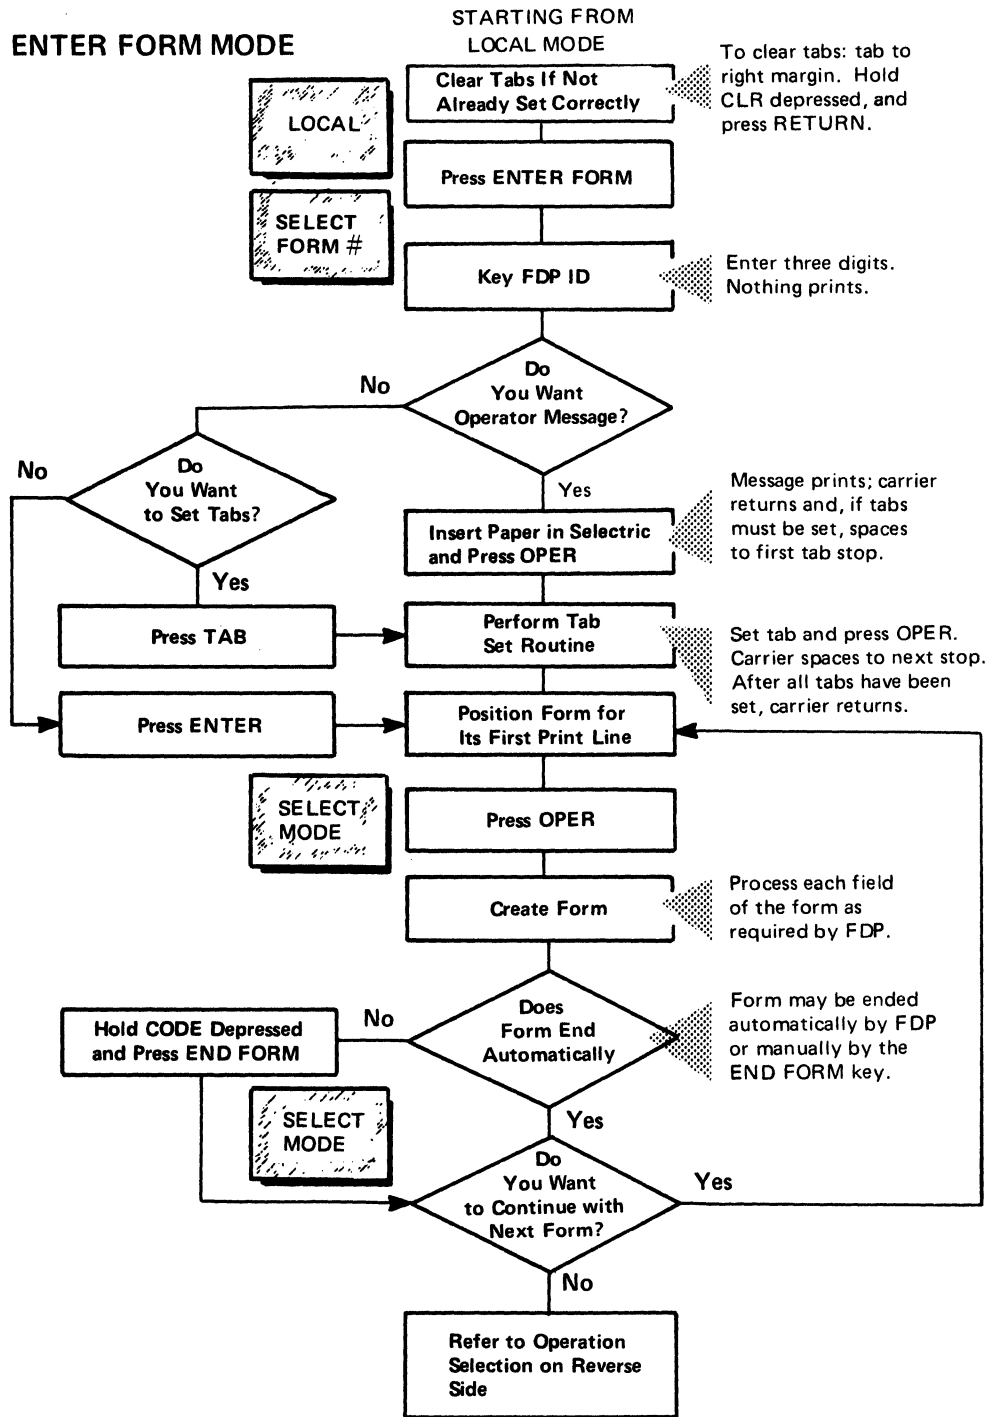 ENTER FORM MODE
STARTING FROM
LOCAL MODE
Clear Tabs If Not
Already Set Correctly
To clear tabs: tab to
right margin. Hold
CLR depressed, and
press RETURN.
LOCAL
Press ENTER FORM
SELECT
FORM #
Key FDP ID
Enter three digits.
Nothing prints.
Do
You Want
Operator Message?
No
Yes
No
Do
You Want
to Set Tabs?
Yes
Message prints; carrier
returns and, if tabs
must be set, spaces
to first tab stop.
Insert Paper in Selectric
and Press OPER
Press TAB
Perform Tab
Set Routine
Set tab and press OPER.
Carrier spaces to next stop.
After all tabs have been
set, carrier returns.
Press ENTER
Position Form for
Its First Print Line
SELECT
MODE
Press OPER
Create Form
Process each field
of the form as
required by FDP.
Does
Form End
Automatically
No
Yes
Form may be ended
automatically by FDP
or manually by the
END FORM key.
Hold CODE Depressed
and Press END FORM
SELECT
MODE
Do
You Want
to Continue with
Next Form?
Yes
No
Refer to Operation
Selection on Reverse
Side